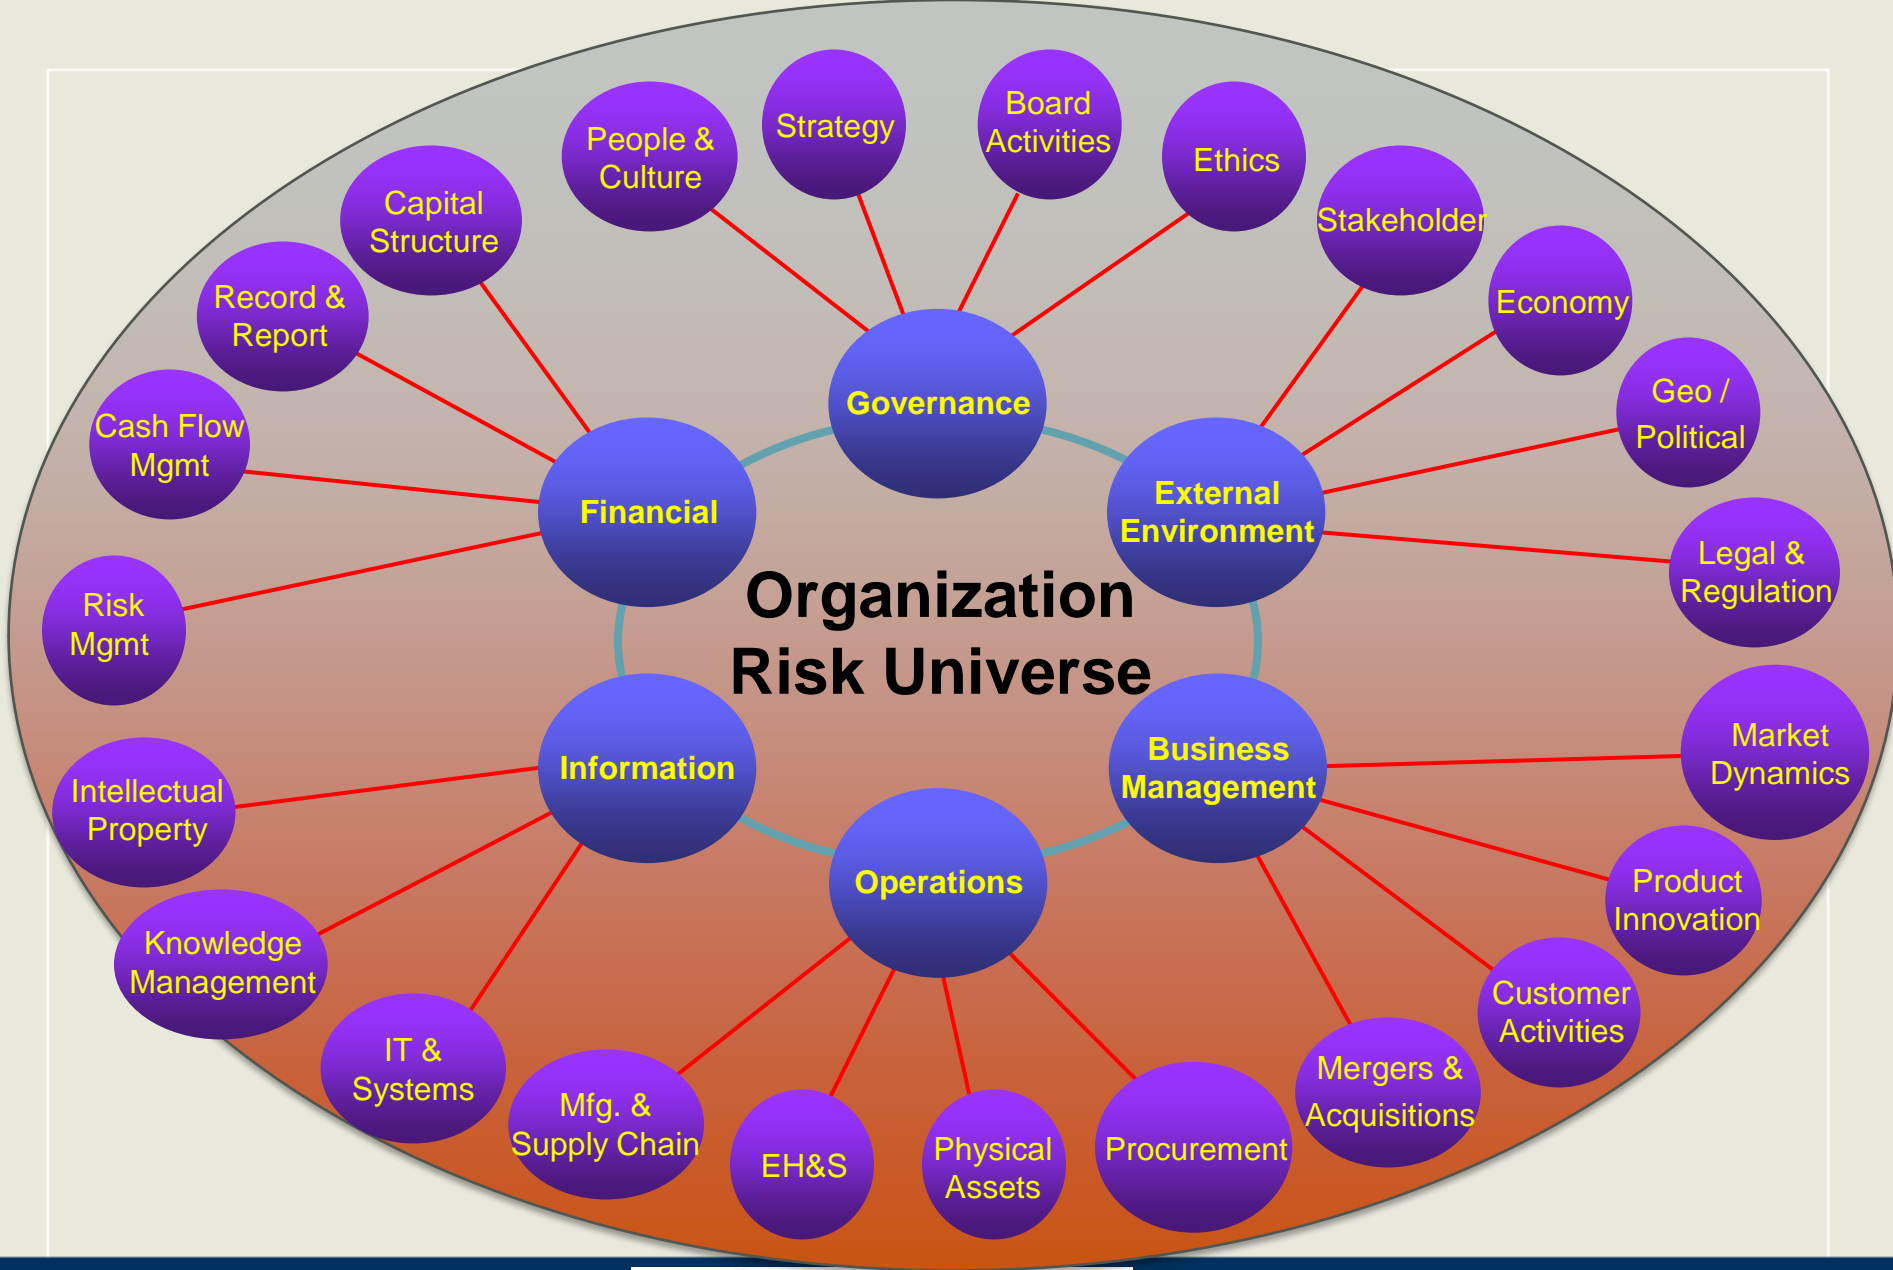 People &
Culture
Strategy
Board
Activities
Ethics
Capital
Structure
Stakeholder
Record &
Report
Economy
Cash Flow
Mgmt
Governance
Geo /
Political
Financial
External
Environment
Legal &
Regulation
Risk
Mgmt
Organization
Risk Universe
Intellectual
Property
Information
Business
Management
Market
Dynamics
Operations
Product
Innovation
Knowledge
Management
Customer
Activities
IT &
Systems
Mfg. &
Supply Chain
EH&S
Physical
Assets
Procurement
Mergers &
Acquisitions